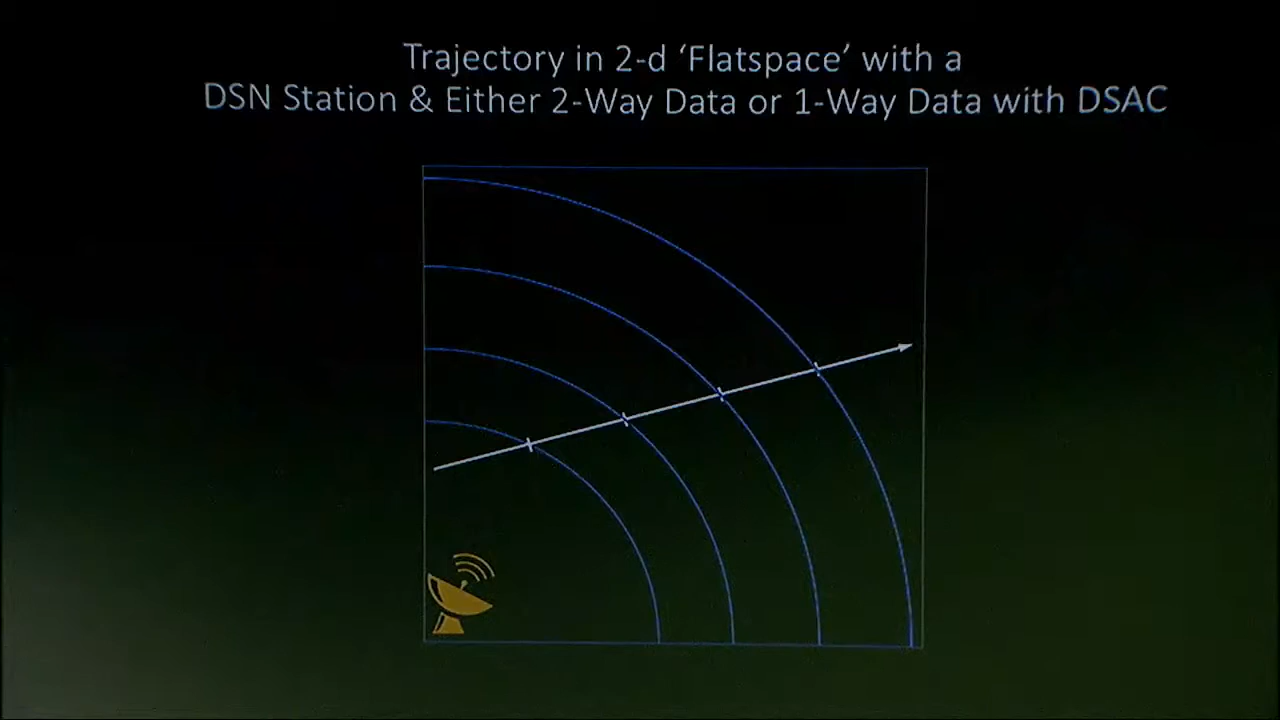 Trajectory in 2-d ‘Flatspace’ with a
DSN Station & Either 2-Way Data or 1-Way Data with DSAC